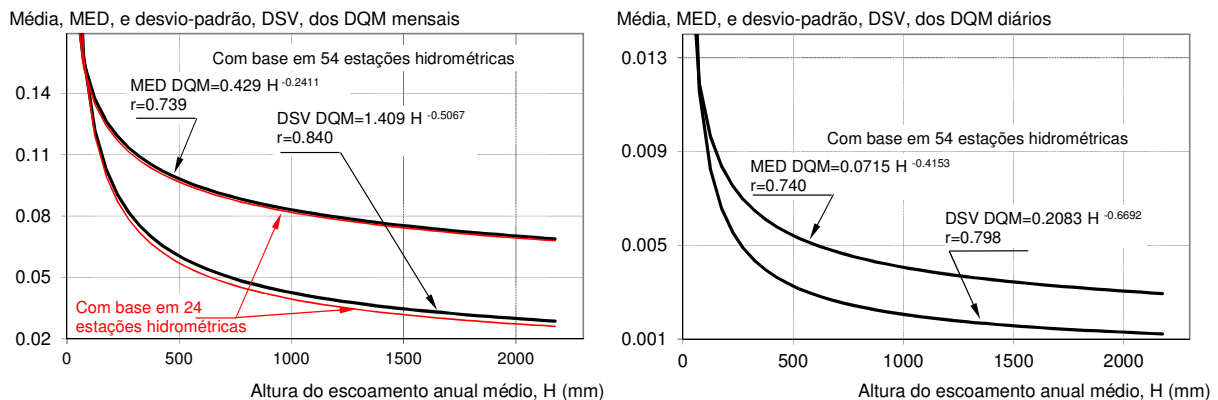 Média, MED, e desvio-padrão, DSV, dos DQM mensais
Com base em 54 estações hidrométricas
MED DQM=0.429 H -0.2411
r=0.739
DSV DQM=1.409 H -0.5067
r=0.840
Com base em 24
estações hidrométricas
0.14
0.11
0.08
0.05
0.02
0 500 1000 1500 2000
Altura do escoamento anual médio, H (mm)
Média, MED, e desvio-padrão, DSV, dos DQM diários
Com base em 54 estações hidrométricas
MED DQM=0.0715 H -0.4153
r=0.740
DSV DQM=0.2083 H -0.6692
r=0.798
0.013
0.009
0.005
0.001
0 500 1000 1500 2000
Altura do escoamento anual médio, H (mm)